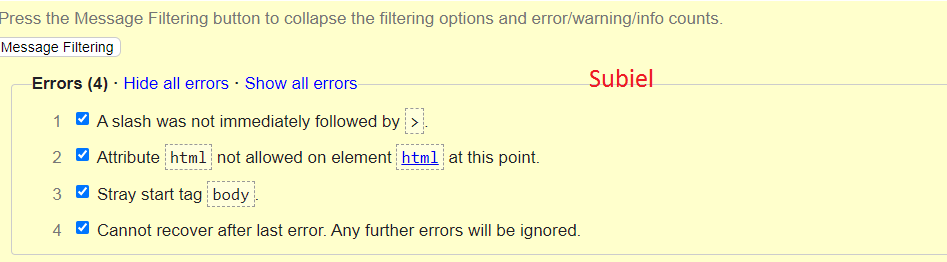 Press the Message Filtering button to collapse the filtering options and error/warning/info counts.
Message Filtering
Errors (4) · Hide all errors · Show all errors
Subiel
1 A slash was not immediately followed by >.
2 Attribute html not allowed on element html at this point.
3 Stray start tag body.
4 Cannot recover after last error. Any further errors will be ignored.